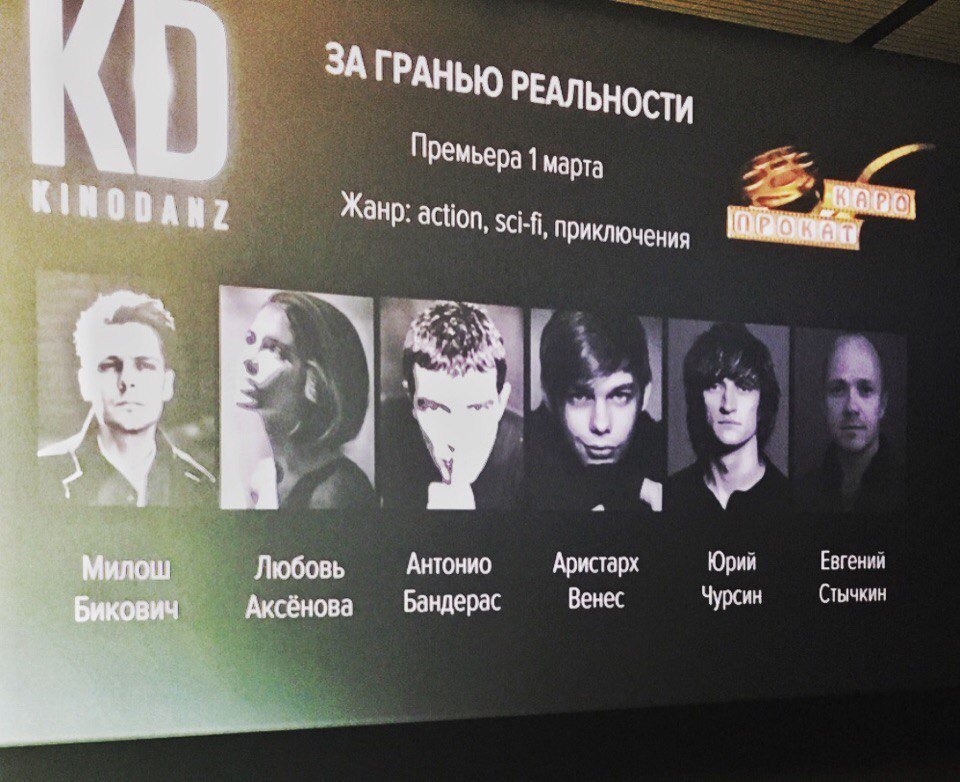 KD
KINODANZ
ЗА ГРАНЬЮ РЕАЛЬНОСТИ
Премьера 1 марта
Жанр: action, sci-fi, приключения
КАРО
ПРОКАТ
Милош
Бикович
Любовь
Аксёнова
Антонио
Бандерас
Аристарх
Венес
Юрий
Чурсин
Евгений
Стычкин